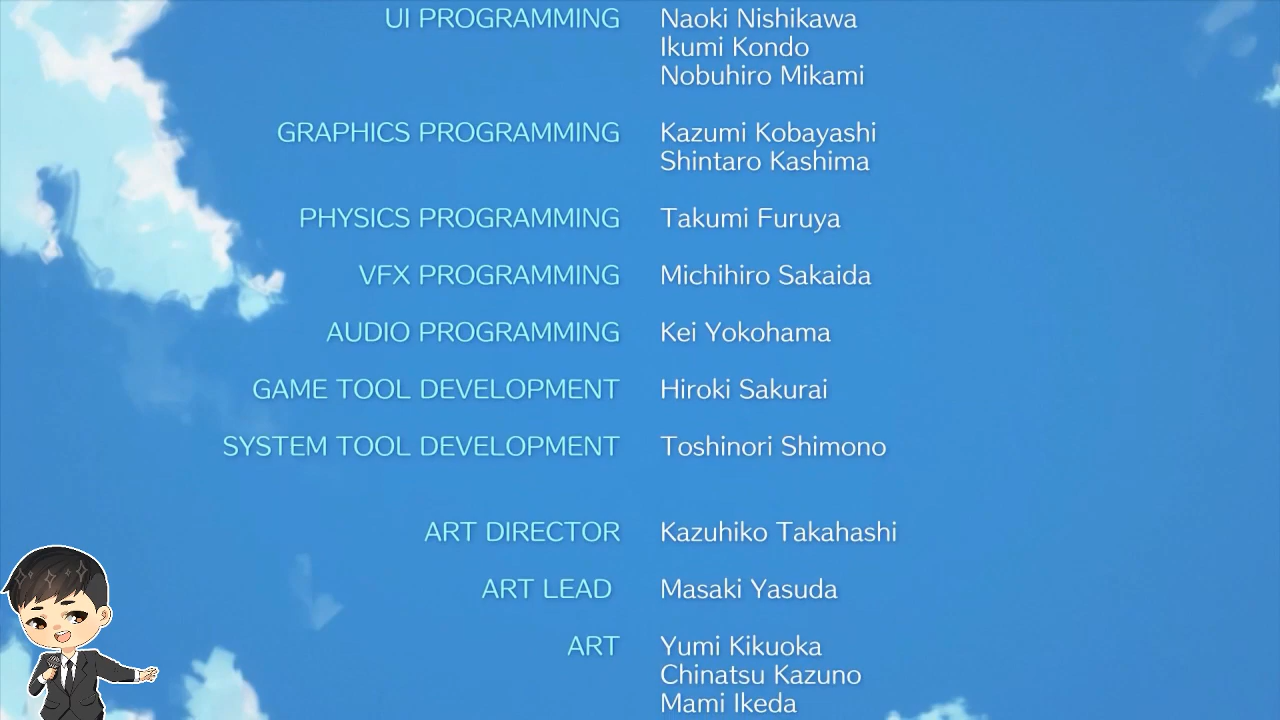 UI PROGRAMMING Naoki Nishikawa
Ikumi Kondo
Nobuhiro Mikami
GRAPHICS PROGRAMMING Kazumi Kobayashi
Shintaro Kashima
PHYSICS PROGRAMMING Takumi Furuya
VFX PROGRAMMING Michihiro Sakaida
AUDIO PROGRAMMING Kei Yokohama
GAME TOOL DEVELOPMENT Hiroki Sakurai
SYSTEM TOOL DEVELOPMENT Toshinori Shimono
ART DIRECTOR Kazuhiko Takahashi
ART LEAD Masaki Yasuda
ART Yumi Kikuoka
Chinatsu Kazuno
Mami Ikeda